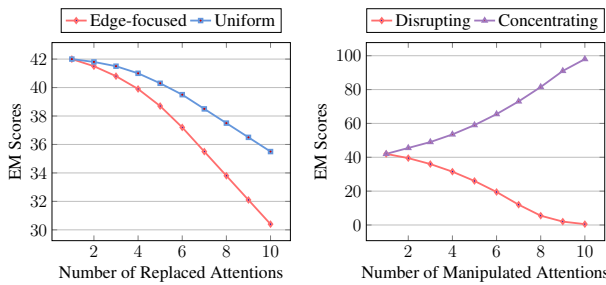 Edge-focused Uniform
42
40
38
36
34
32
30
EM Scores
2 4 6 8 10
Number of Replaced Attentions
Disrupting Concentrating
100
80
60
40
20
0
EM Scores
2 4 6 8 10
Number of Manipulated Attentions